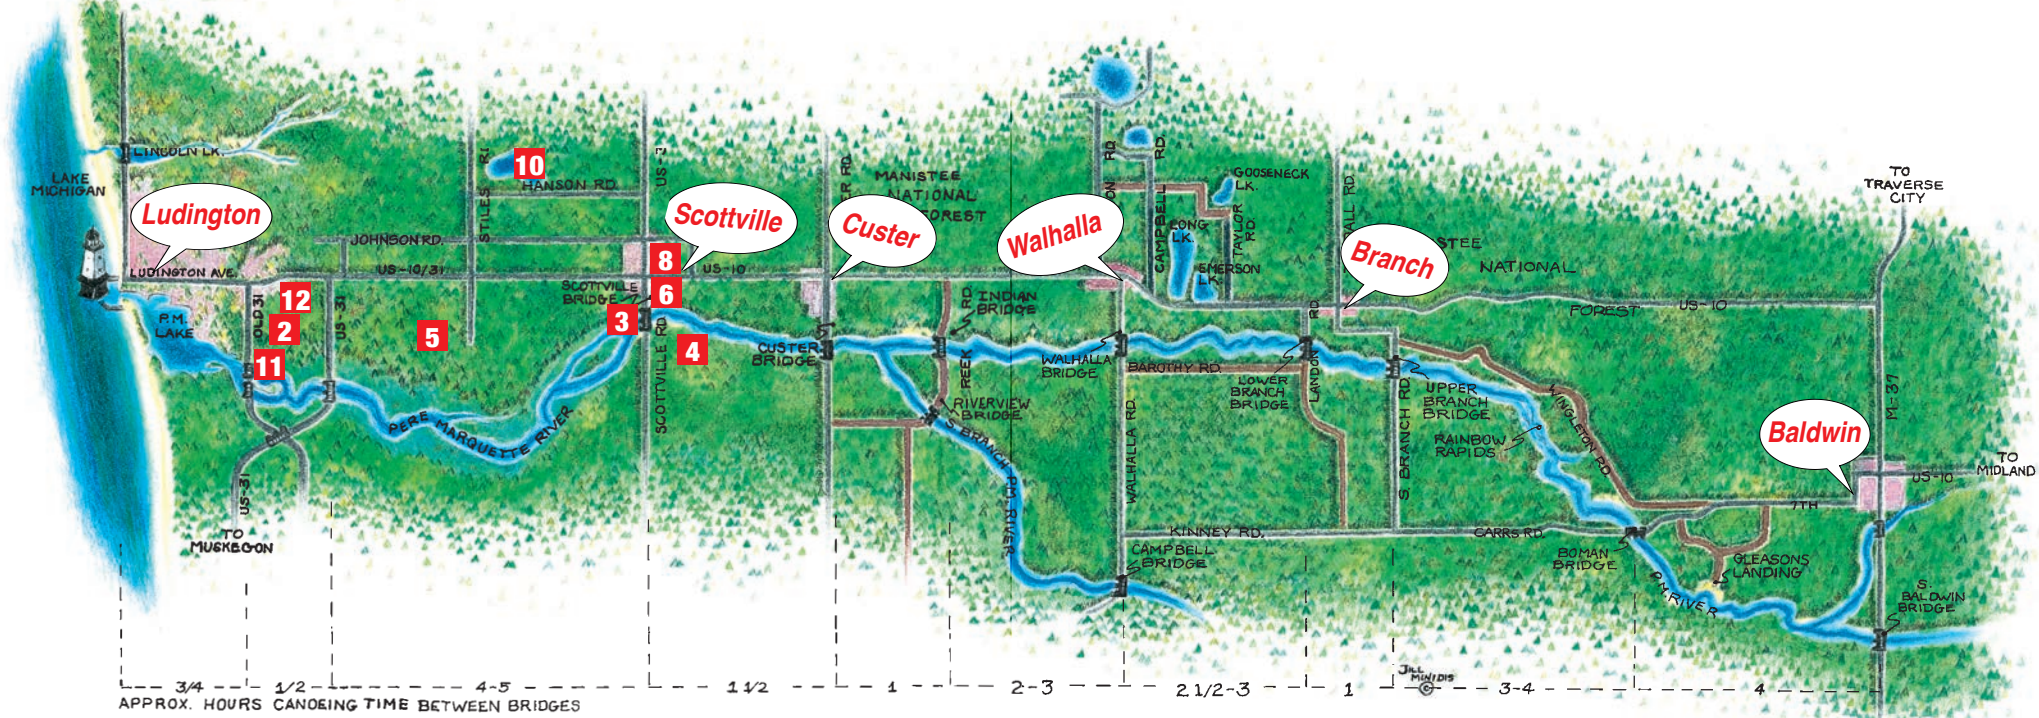 LAKE
MICHIGAN
LINCOLN LK.
Ludington
LUDINGTON AVE.
P.M.
LAKE
OLD 31
12
2
11
5
US-31
US-31
TO
MUSKEGON
JOHNSON RD.
US-10/31
STILES
10
HANSON RD.
PERE MARQUETTE RIVER
SCOTTVILLE
BRIDGE
3
8
6
4
Scottville
US-10
SCOTTVILLE RD.
Custer
CUSTER
BRIDGE
MANISTEE
NATIONAL
FOREST
INDIAN
BRIDGE
RD.
RIVERVIEW
BRIDGE
S. BRANCH P.M. RIVER
Walhalla
WALHALLA
BRIDGE
WALHALLA RD.
BAROTHY RD.
CAMPBELL
RD.
RD.
GOOSENECK
LK.
LONG
LK.
TAYLOR
RD.
EMERSON
LK.
KINNEY RD.
CAMPBELL
BRIDGE
Branch
NATIONAL
FOREST
US-10
LANDON
RD.
LOWER
BRANCH
BRIDGE
S. BRANCH RD.
UPPER
BRANCH
BRIDGE
RAINBOW
RAPIDS
WINGLETON RD.
CARRS RD.
BOMAN
BRIDGE
P.M. RIVER
GLEASONS
LANDING
7TH
Baldwin
M-37
US-10
TO
TRAVERSE
CITY
TO
MIDLAND
S.
BALDWIN
BRIDGE
JILL
MINIDIS
3/4 1/2 4-5 1 1/2 1 2-3 2 1/2-3 1 3-4 4
APPROX. HOURS CANOEING TIME BETWEEN BRIDGES